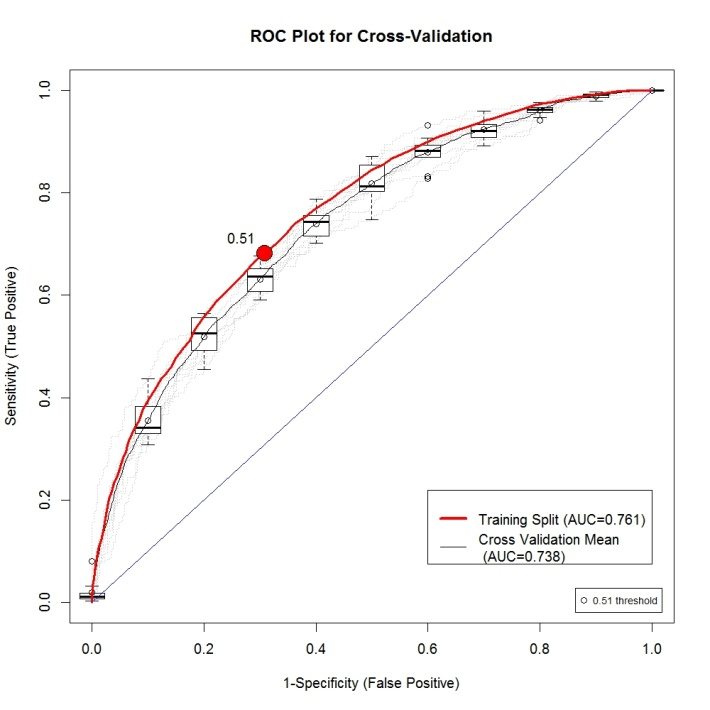 ROC Plot for Cross-Validation
Sensitivity (True Positive)
1.0
0.8
0.6
0.4
0.2
0.0
0.51
Training Split (AUC=0.761)
Cross Validation Mean
(AUC=0.738)
0.51 threshold
0.0 0.2 0.4 0.6 0.8 1.0
1-Specificity (False Positive)